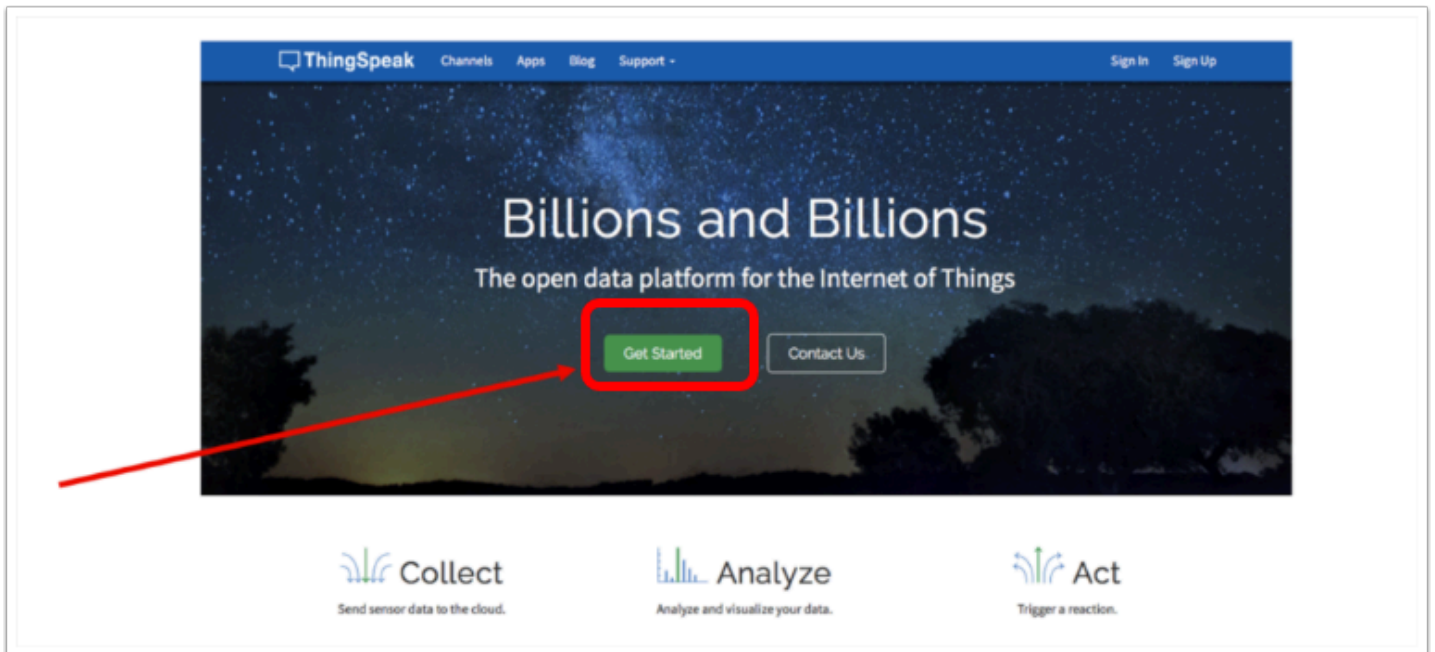 ThingSpeak Channels Apps Blog Support Sign In Sign Up
Billions and Billions
The open data platform for the Internet of Things
Get Started Contact Us
Collect Analyze Act
Send sensor data to the cloud. Analyze and visualize your data. Trigger a reaction.